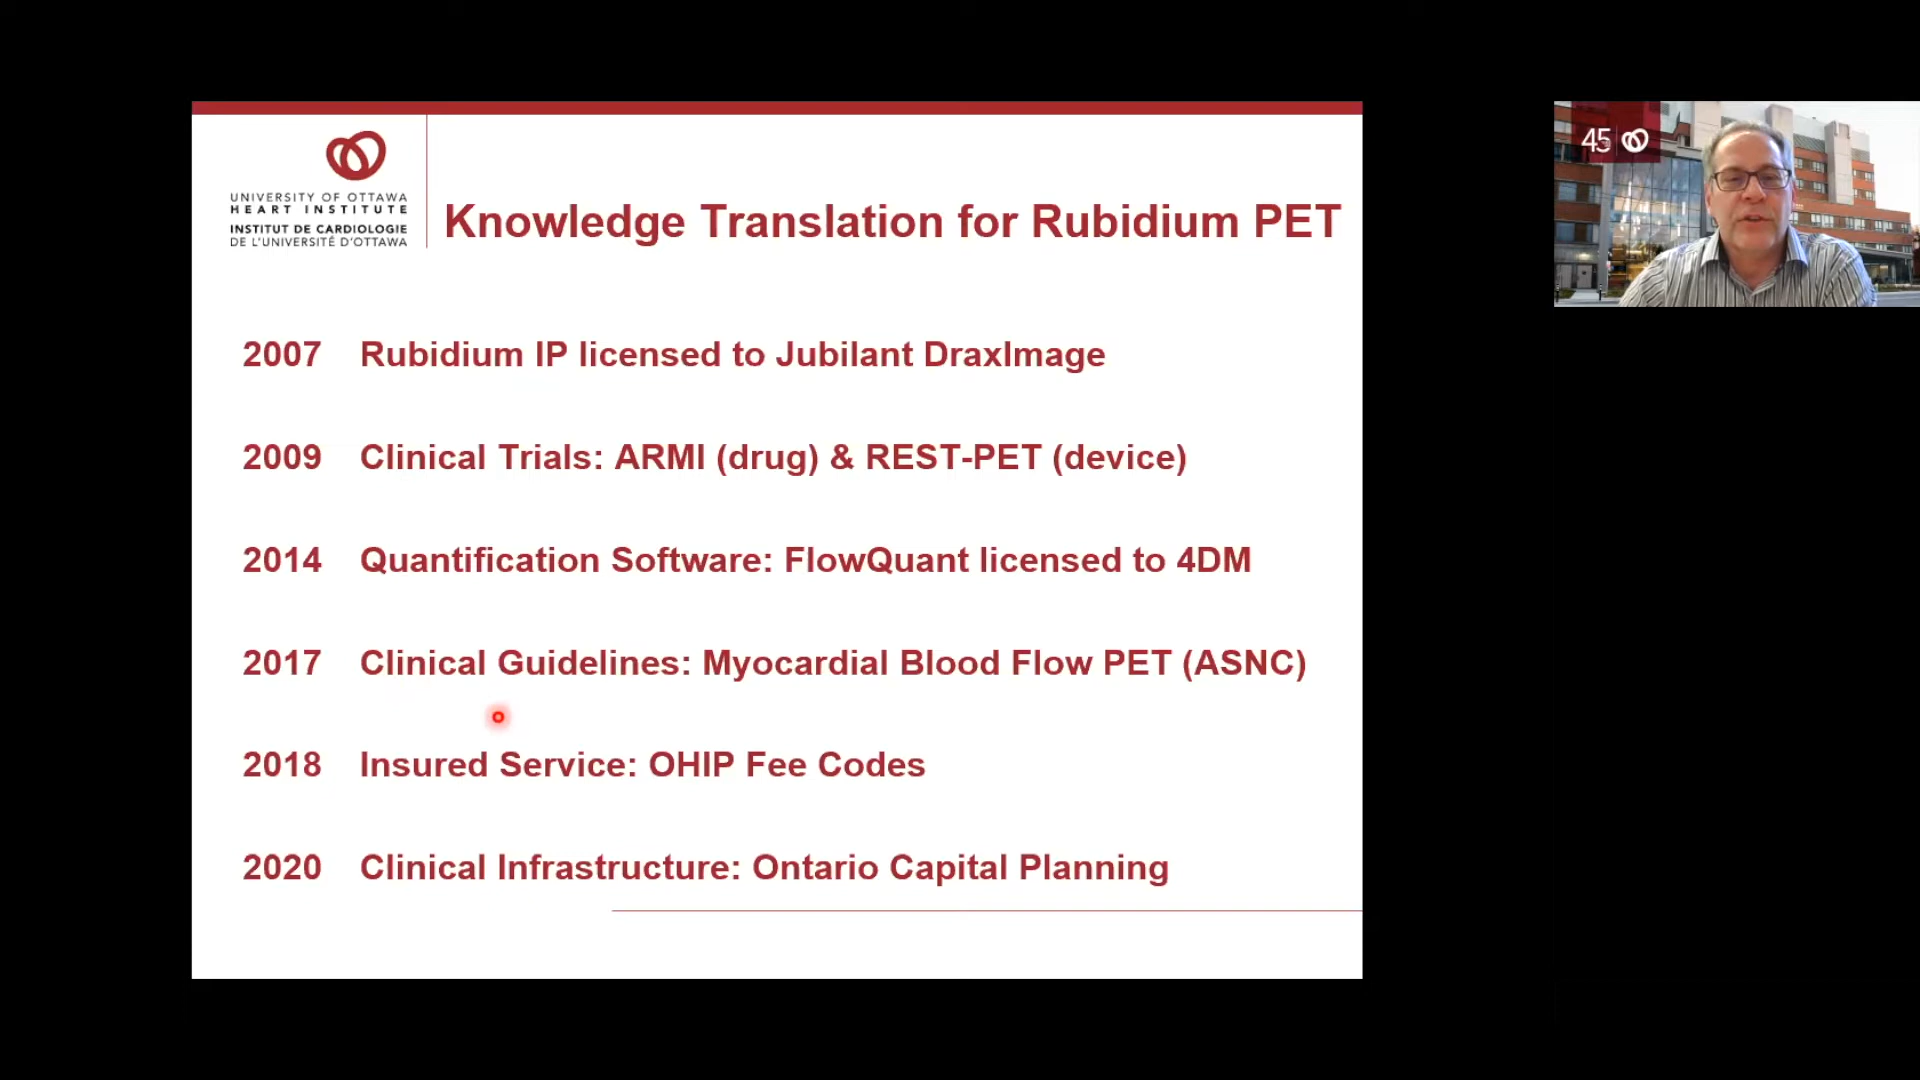 UNIVERSITY OF OTTAWA
HEART INSTITUTE
INSTITUT DE CARDIOLOGIE
DE L'UNIVERSITÉ D'OTTAWA
Knowledge Translation for Rubidium PET
2007 Rubidium IP licensed to Jubilant DraxImage
2009 Clinical Trials: ARMI (drug) & REST-PET (device)
2014 Quantification Software: FlowQuant licensed to 4DM
2017 Clinical Guidelines: Myocardial Blood Flow PET (ASNC)
2018 Insured Service: OHIP Fee Codes
2020 Clinical Infrastructure: Ontario Capital Planning
45